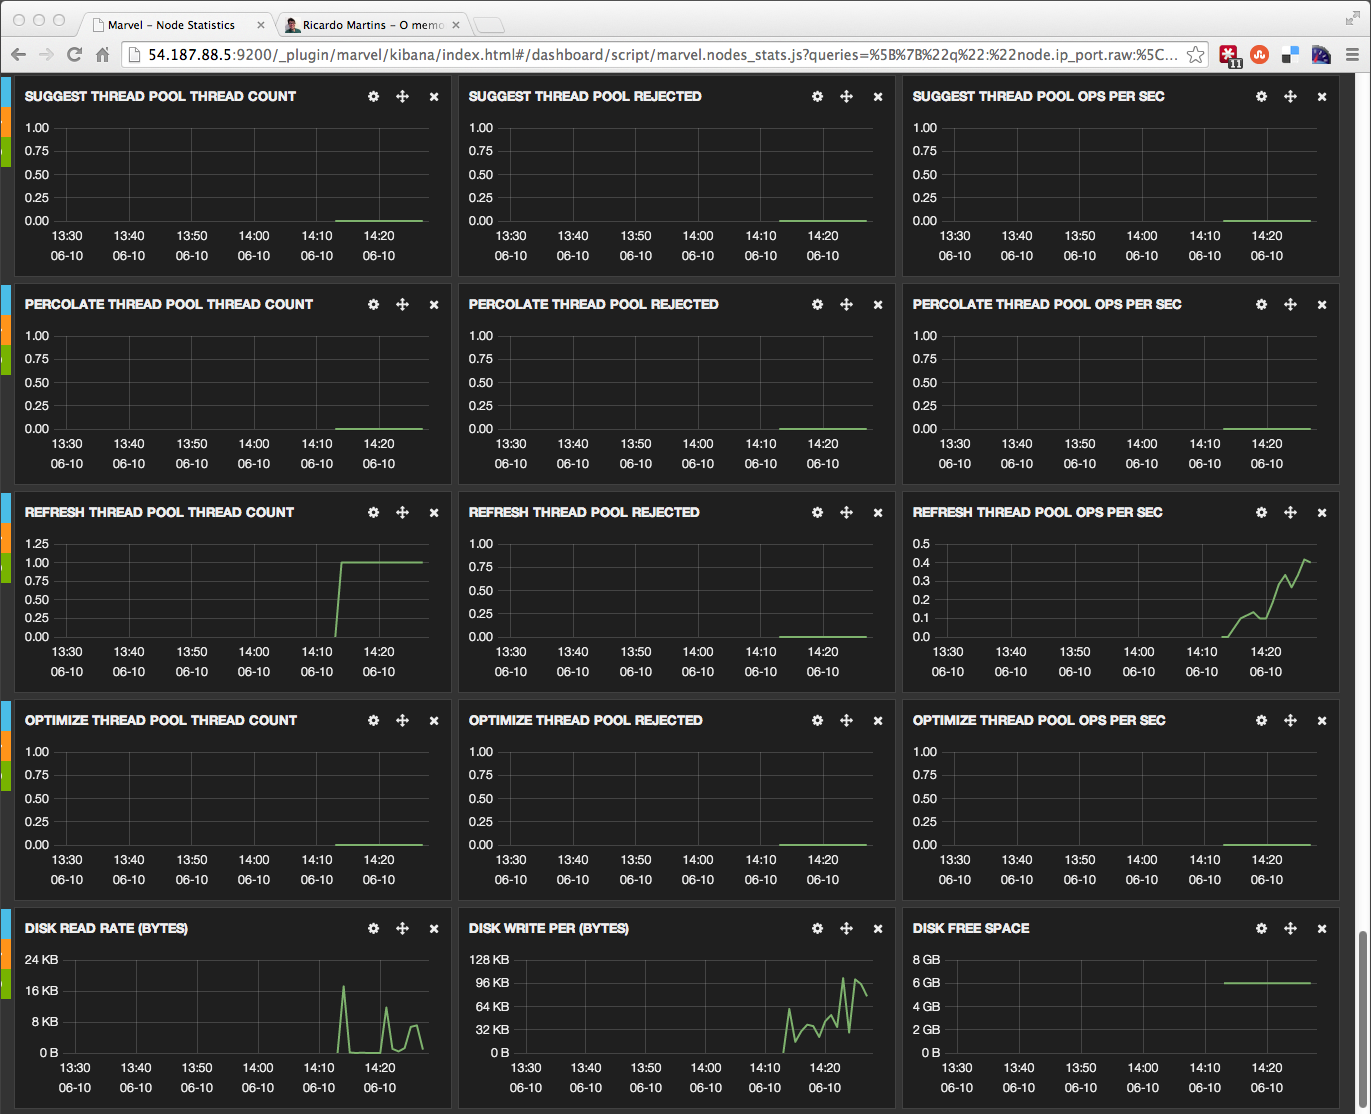 Marvel – Node Statistics
Ricardo Martins – O memo
54.187.88.5:9200/_plugin/marvel/kibana/index.html#/dashboard/script/marvel.nodes_stats.js?queries=%5B%7B%22q%22:%22node.ip_port.raw:%5C...
11
SUGGEST THREAD POOL THREAD COUNT
1.00
0.75
0.50
0.25
0.00
13:30 13:40 13:50 14:00 14:10 14:20
06-10 06-10 06-10 06-10 06-10 06-10
SUGGEST THREAD POOL REJECTED
1.00
0.75
0.50
0.25
0.00
13:30 13:40 13:50 14:00 14:10 14:20
06-10 06-10 06-10 06-10 06-10 06-10
SUGGEST THREAD POOL OPS PER SEC
1.00
0.75
0.50
0.25
0.00
13:30 13:40 13:50 14:00 14:10 14:20
06-10 06-10 06-10 06-10 06-10 06-10
PERCOLATE THREAD POOL THREAD COUNT
1.00
0.75
0.50
0.25
0.00
13:30 13:40 13:50 14:00 14:10 14:20
06-10 06-10 06-10 06-10 06-10 06-10
PERCOLATE THREAD POOL REJECTED
1.00
0.75
0.50
0.25
0.00
13:30 13:40 13:50 14:00 14:10 14:20
06-10 06-10 06-10 06-10 06-10 06-10
PERCOLATE THREAD POOL OPS PER SEC
1.00
0.75
0.50
0.25
0.00
13:30 13:40 13:50 14:00 14:10 14:20
06-10 06-10 06-10 06-10 06-10 06-10
REFRESH THREAD POOL THREAD COUNT
1.25
1.00
0.75
0.50
0.25
0.00
13:30 13:40 13:50 14:00 14:10 14:20
06-10 06-10 06-10 06-10 06-10 06-10
REFRESH THREAD POOL REJECTED
1.00
0.75
0.50
0.25
0.00
13:30 13:40 13:50 14:00 14:10 14:20
06-10 06-10 06-10 06-10 06-10 06-10
REFRESH THREAD POOL OPS PER SEC
0.5
0.4
0.3
0.2
0.1
0.0
13:30 13:40 13:50 14:00 14:10 14:20
06-10 06-10 06-10 06-10 06-10 06-10
OPTIMIZE THREAD POOL THREAD COUNT
1.00
0.75
0.50
0.25
0.00
13:30 13:40 13:50 14:00 14:10 14:20
06-10 06-10 06-10 06-10 06-10 06-10
OPTIMIZE THREAD POOL REJECTED
1.00
0.75
0.50
0.25
0.00
13:30 13:40 13:50 14:00 14:10 14:20
06-10 06-10 06-10 06-10 06-10 06-10
OPTIMIZE THREAD POOL OPS PER SEC
1.00
0.75
0.50
0.25
0.00
13:30 13:40 13:50 14:00 14:10 14:20
06-10 06-10 06-10 06-10 06-10 06-10
DISK READ RATE (BYTES)
24 KB
16 KB
8 KB
0 B
13:30 13:40 13:50 14:00 14:10 14:20
06-10 06-10 06-10 06-10 06-10 06-10
DISK WRITE PER (BYTES)
128 KB
96 KB
64 KB
32 KB
0 B
13:30 13:40 13:50 14:00 14:10 14:20
06-10 06-10 06-10 06-10 06-10 06-10
DISK FREE SPACE
8 GB
6 GB
4 GB
2 GB
0 B
13:30 13:40 13:50 14:00 14:10 14:20
06-10 06-10 06-10 06-10 06-10 06-10